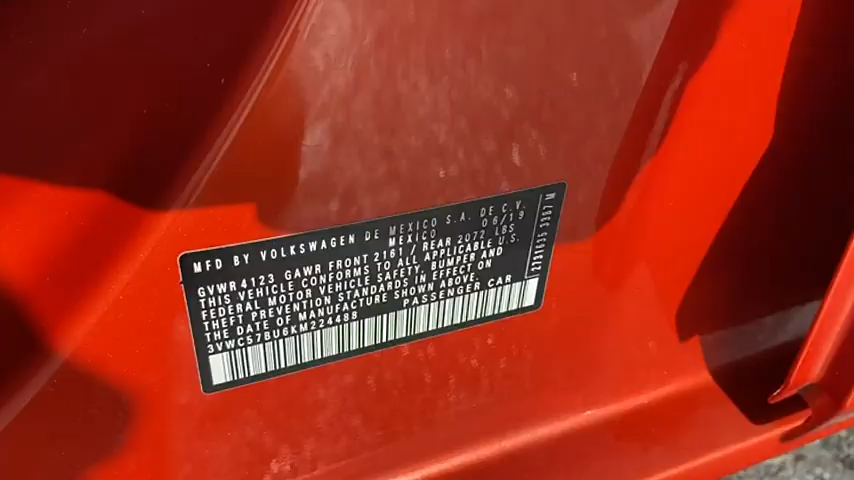 MFD BY VOLKSWAGEN DE MEXICO S.A. DE C.V.
MEXICO 06/19
GVWR 4123 GAWR FRONT 2161 / REAR 2072 LBS
THIS VEHICLE CONFORMS TO ALL APPLICABLE U.S.
FEDERAL MOTOR VEHICLE SAFETY, BUMPER AND
THEFT PREVENTION STANDARDS IN EFFECT ON
THE DATE OF MANUFACTURE SHOWN ABOVE.
3VWC57BU6KM224488 PASSENGER CAR
2731635 3367 M